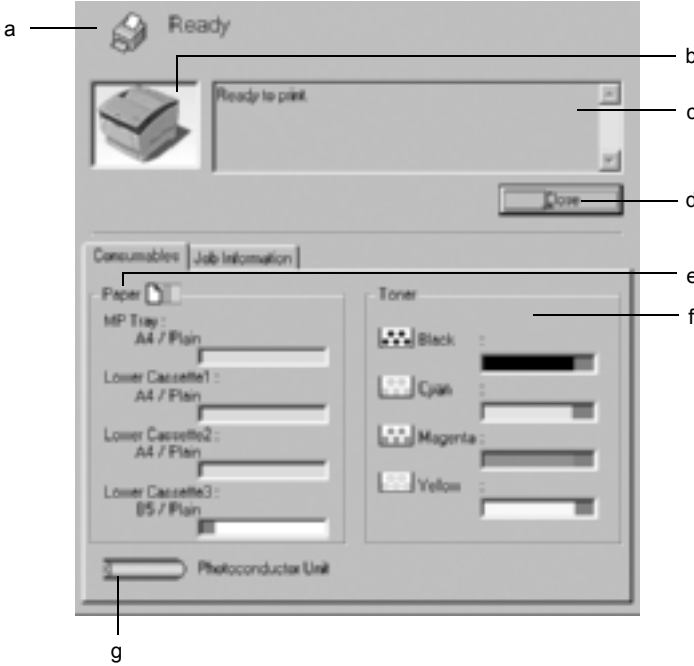 a
Ready
b
Ready to print.
c
Close
d
Consumables
Job Information
e
Paper
Toner
f
MP Tray :
A4 / Plain
Black :
Lower Cassette1 :
A4 / Plain
Cyan :
Lower Cassette2 :
A4 / Plain
Magenta :
Lower Cassette3 :
B5 / Plain
Yellow :
Photoconductor Unit
g